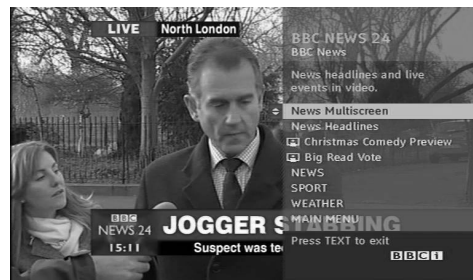 LIVE North London
BBC NEWS 24
BBC News
News headlines and live
events in video.
News Multiscreen
News Headlines
Christmas Comedy Preview
Big Read Vote
NEWS
SPORT
WEATHER
MAIN MENU
Press TEXT to exit
BBC 1
BBC
NEWS 24
15:11
JOGGER STABBING
Suspect was